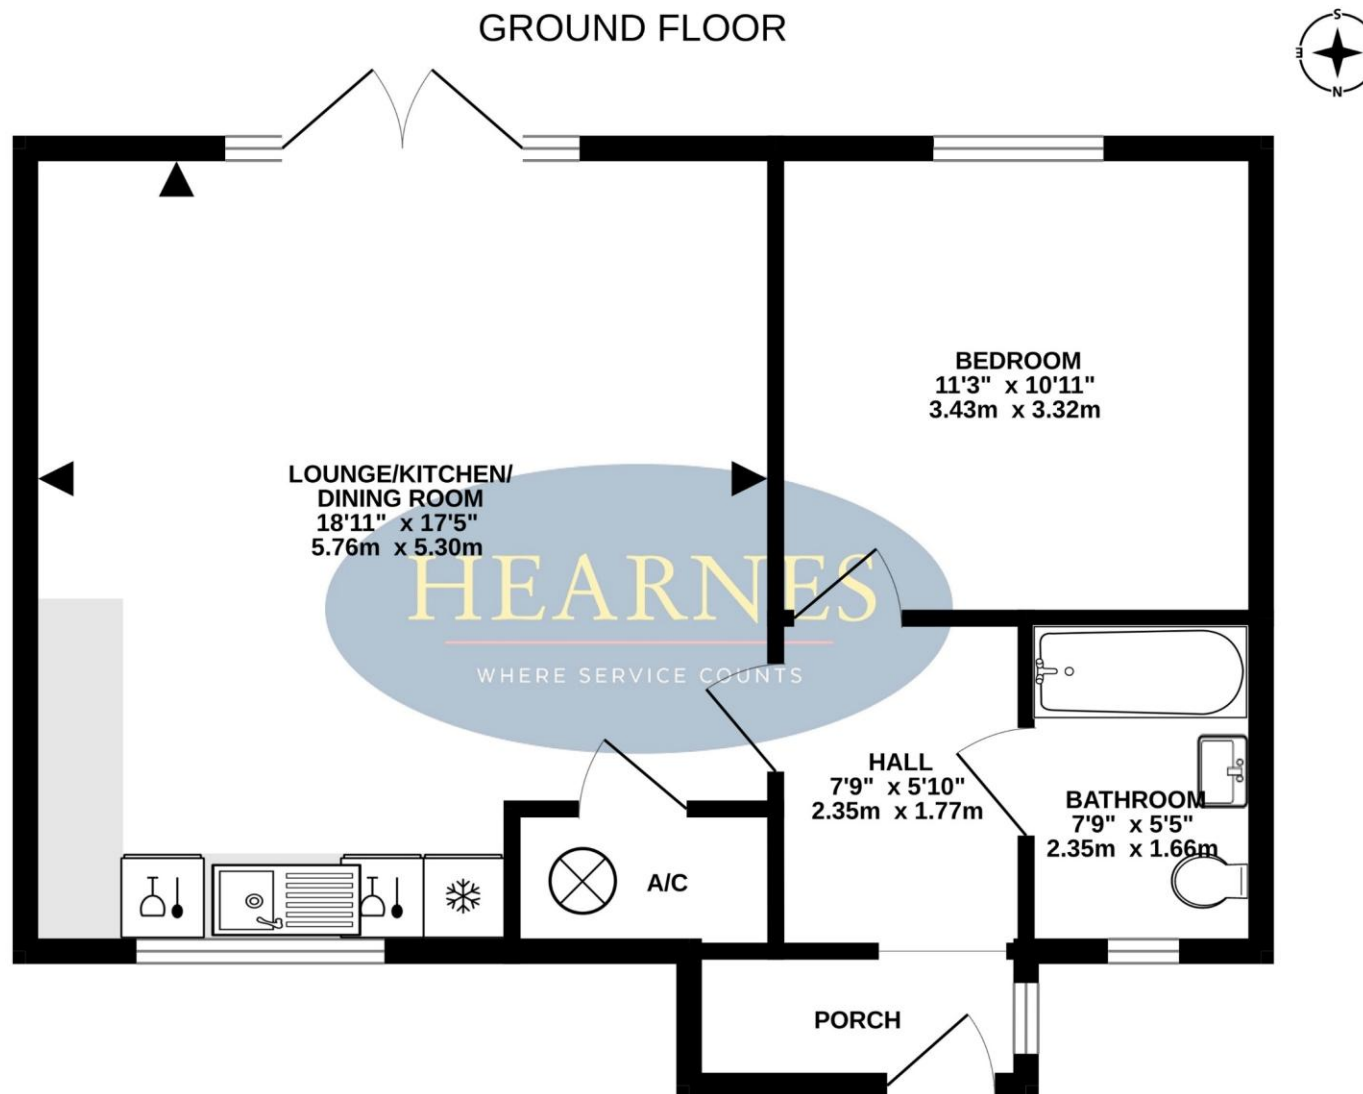 GROUND FLOOR
S
E
N
BEDROOM
11'3" x 10'11"
3.43m x 3.32m
LOUNGE/KITCHEN/
DINING ROOM
18'11" x 17'5"
5.76m x 5.30m
HEARNES
WHERE SERVICE COUNTS
HALL
7'9" x 5'10"
2.35m x 1.77m
BATHROOM
7'9" x 5'5"
2.35m x 1.66m
A/C
PORCH